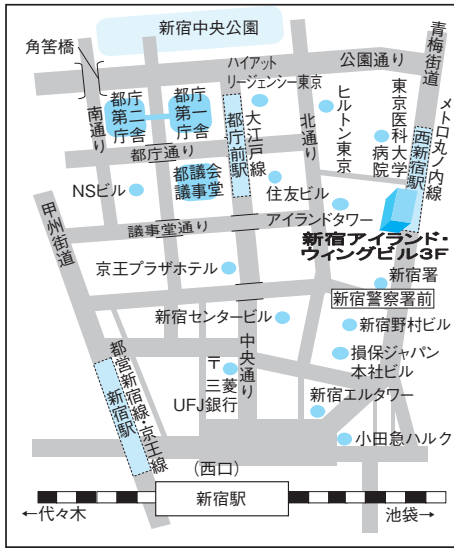 新宿中央公園
角筈橋
ハイアット
リージェンシー東京
公園通り
青梅街道
南通り
都庁
第二
庁舎
都庁
第一
庁舎
都庁前駅
大江戸線
北通り
ヒルトン東京
東京医科大学
病院
西新宿駅
メトロ丸ノ内線
都庁通り
NSビル
都議会
議事堂
住友ビル
アイランドタワー
甲州街道
議事堂通り
新宿アイランド・
ウィングビル3F
京王プラザホテル
新宿署
新宿警察署前
新宿センタービル
新宿野村ビル
中央通り
損保ジャパン
本社ビル
都営新宿線・京王線
新宿駅
〒
三菱
UFJ銀行
新宿エルタワー
小田急ハルク
(西口)
新宿駅
←代々木
池袋→